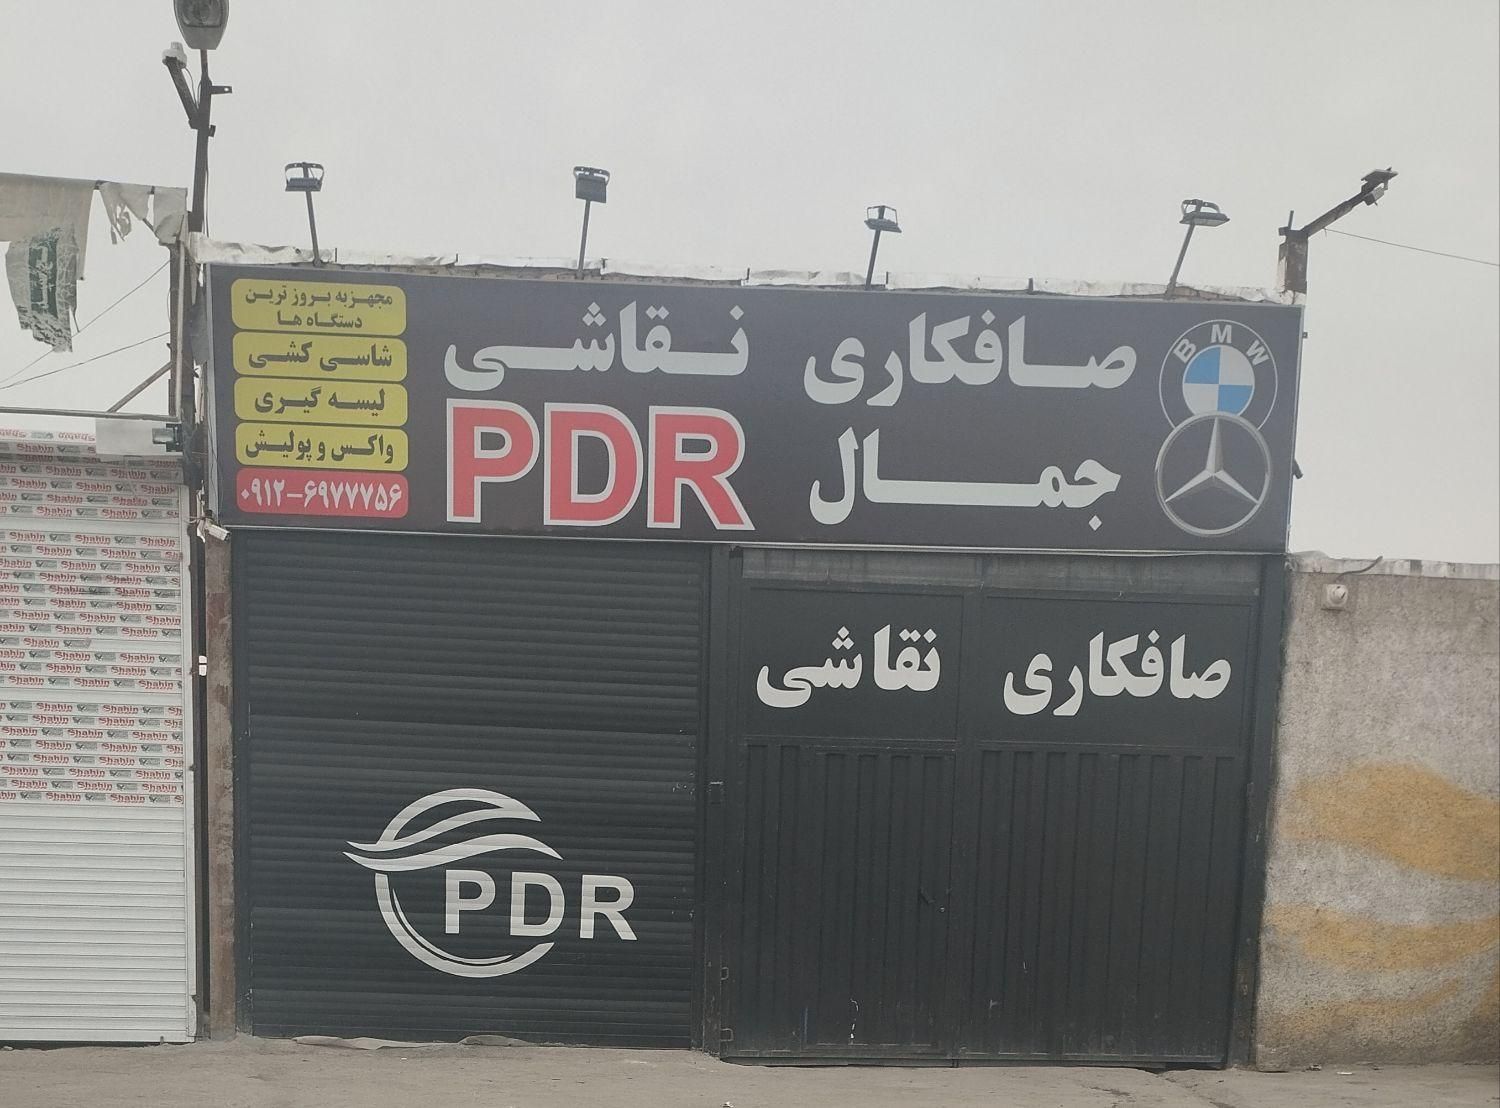 صافکاری نقاشی
جمال PDR
BMW
مجهز به بروز ترین
دستگاه ها
شاسی کشی
لیسه گیری
واکس و پولیش
۰۹۱۲-۶۹۷۷۷۵۶
صافکاری نقاشی
PDR
Shahin